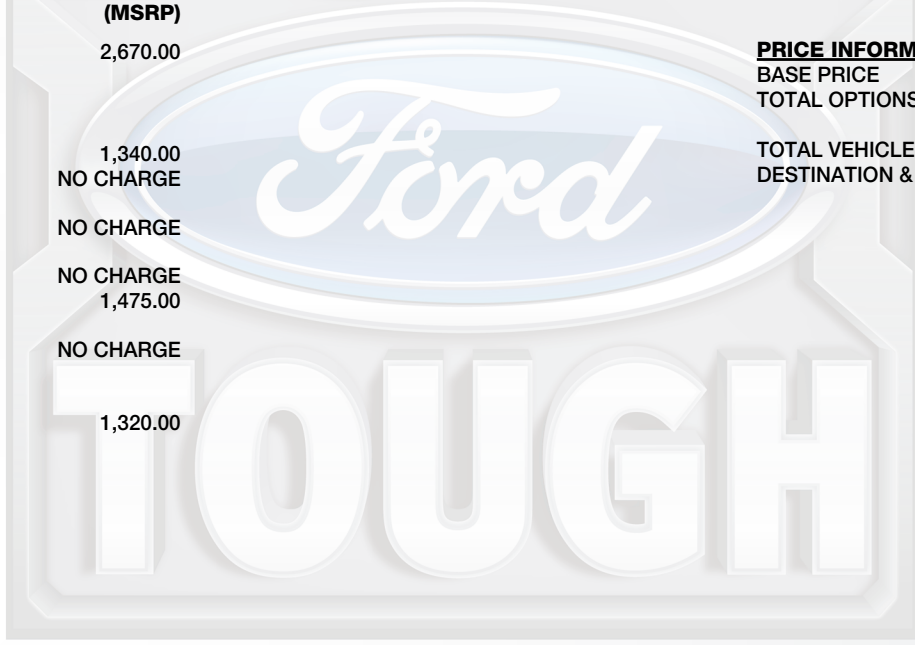 (MSRP)
2,670.00
1,340.00
NO CHARGE
NO CHARGE
NO CHARGE
1,475.00
NO CHARGE
1,320.00
PRICE INFORM
BASE PRICE
TOTAL OPTIONS
TOTAL VEHICLE
DESTINATION &
Ford
TOUGH